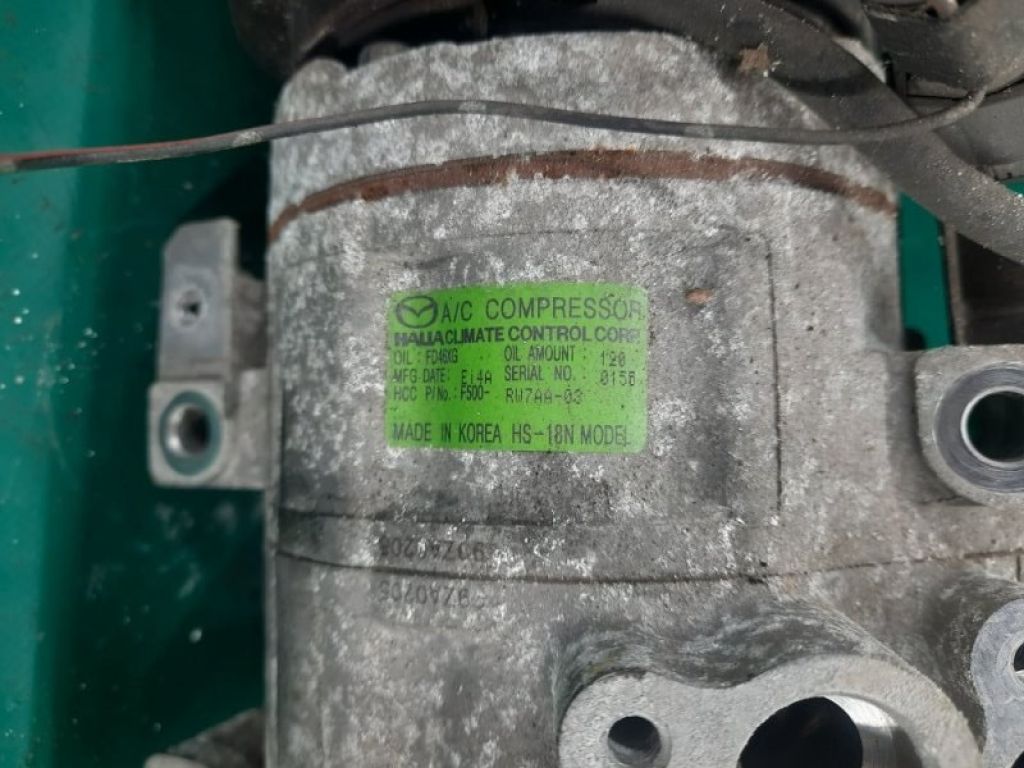 A/C COMPRESSOR
HALLA CLIMATE CONTROL CORP.
OIL : FD46XG OIL AMOUNT : 120
MFG DATE: SERIAL NO. : 0156
HCC P/No.: F500- RW7AA-03
MADE IN KOREA HS-18N MODEL